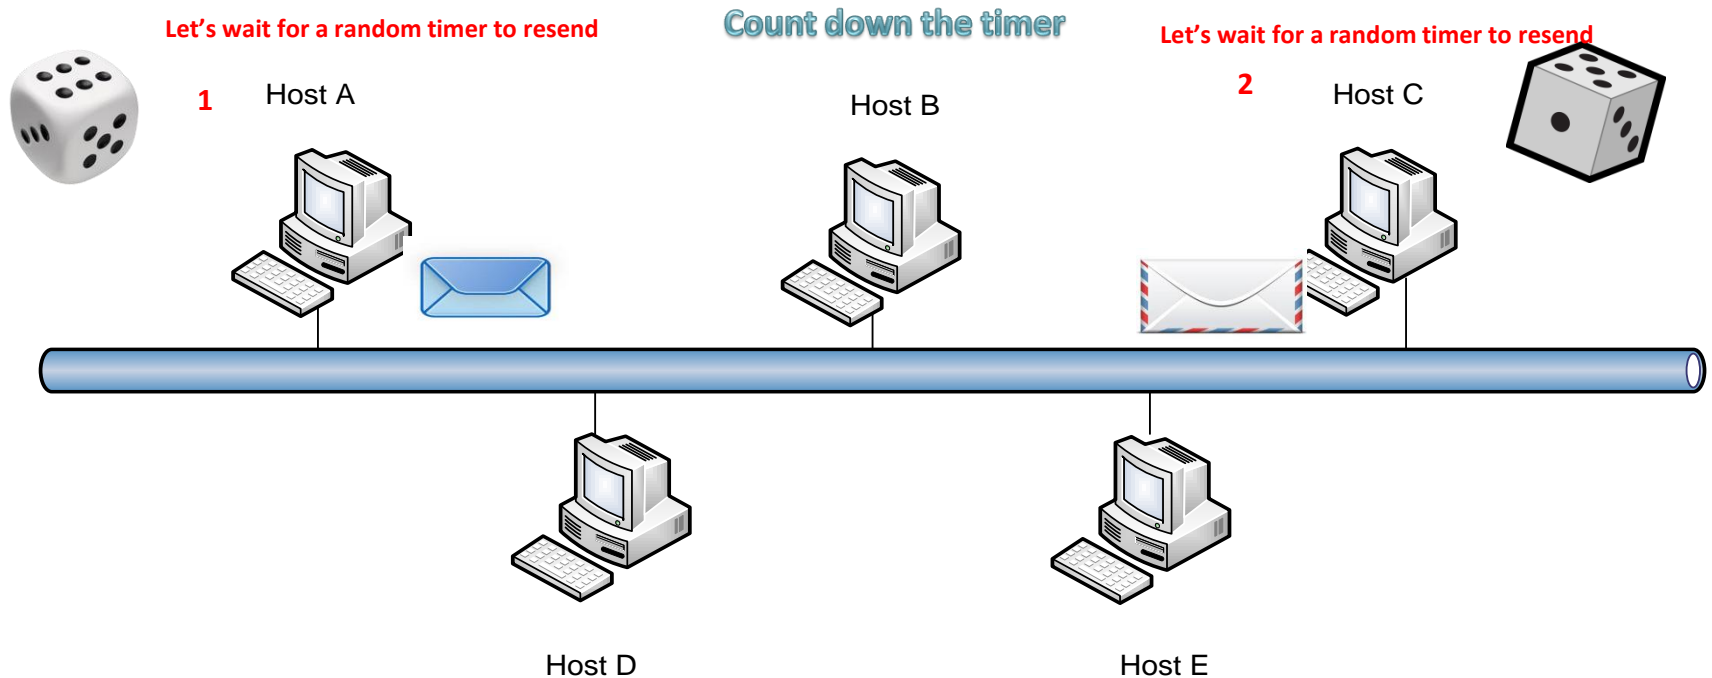 Let's wait for a random timer to resend
Count down the timer
Let's wait for a random timer to resend
1
Host A
Host B
2
Host C
Host D
Host E